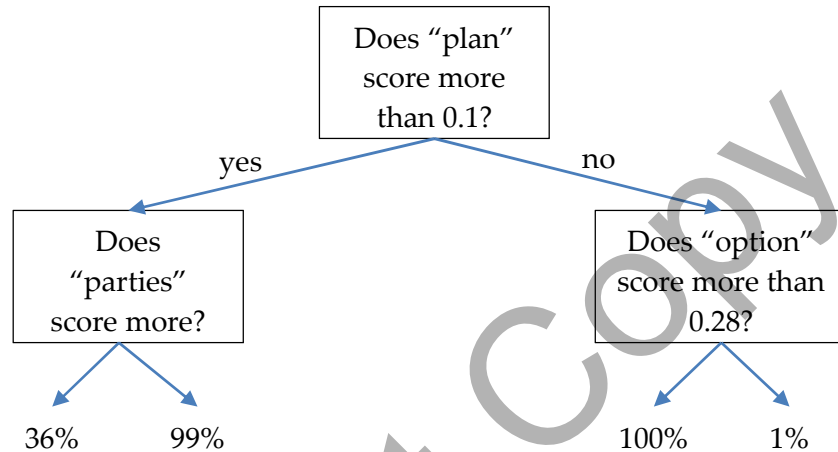 Does “plan”
score more
than 0.1?
yes
no
Does
“parties”
score more?
Does “option”
score more than
0.28?
36%
99%
100%
1%
t Copy